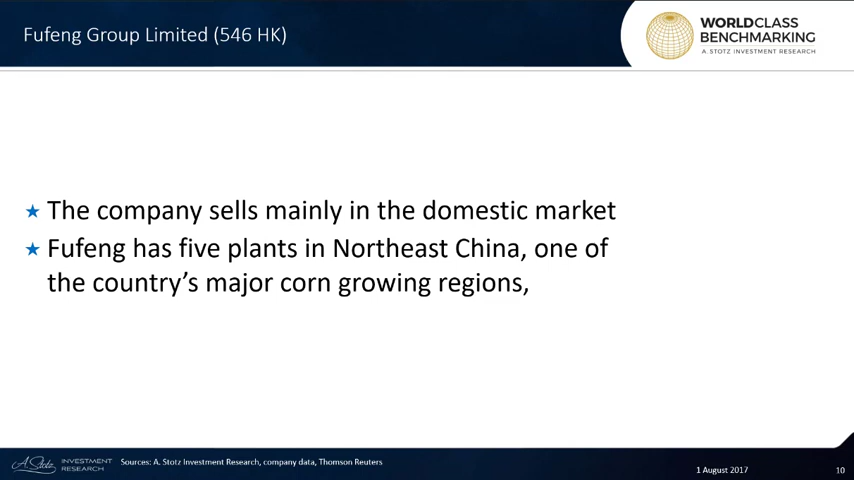 Fufeng Group Limited (546 HK)
WORLDCLASS
BENCHMARKING
A. STOTZ INVESTMENT RESEARCH
The company sells mainly in the domestic market
Fufeng has five plants in Northeast China, one of
the country’s major corn growing regions,
A. Stotz INVESTMENT
RESEARCH
Sources: A. Stotz Investment Research, company data, Thomson Reuters
1 August 2017
10